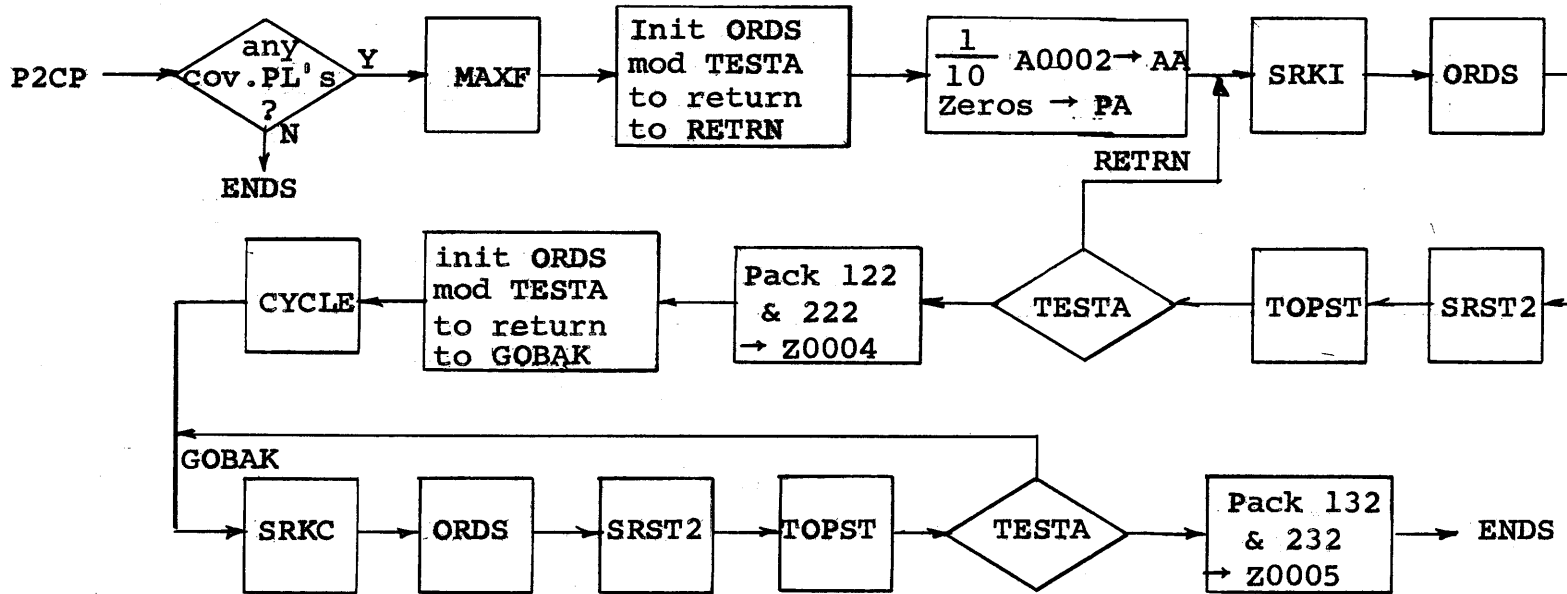 P2CP
any
cov.PL's
?
Y
N
ENDS
MAXF
Init ORDS
mod TESTA
to return
to RETRN
1
10 A0002→ AA
Zeros → PA
SRKI
ORDS
RETRN
CYCLE
init ORDS
mod TESTA
to return
to GOBAK
Pack 122
& 222
→ Z0004
TESTA
TOPST
SRST2
GOBAK
SRKC
ORDS
SRST2
TOPST
TESTA
Pack 132
& 232
→ Z0005
ENDS